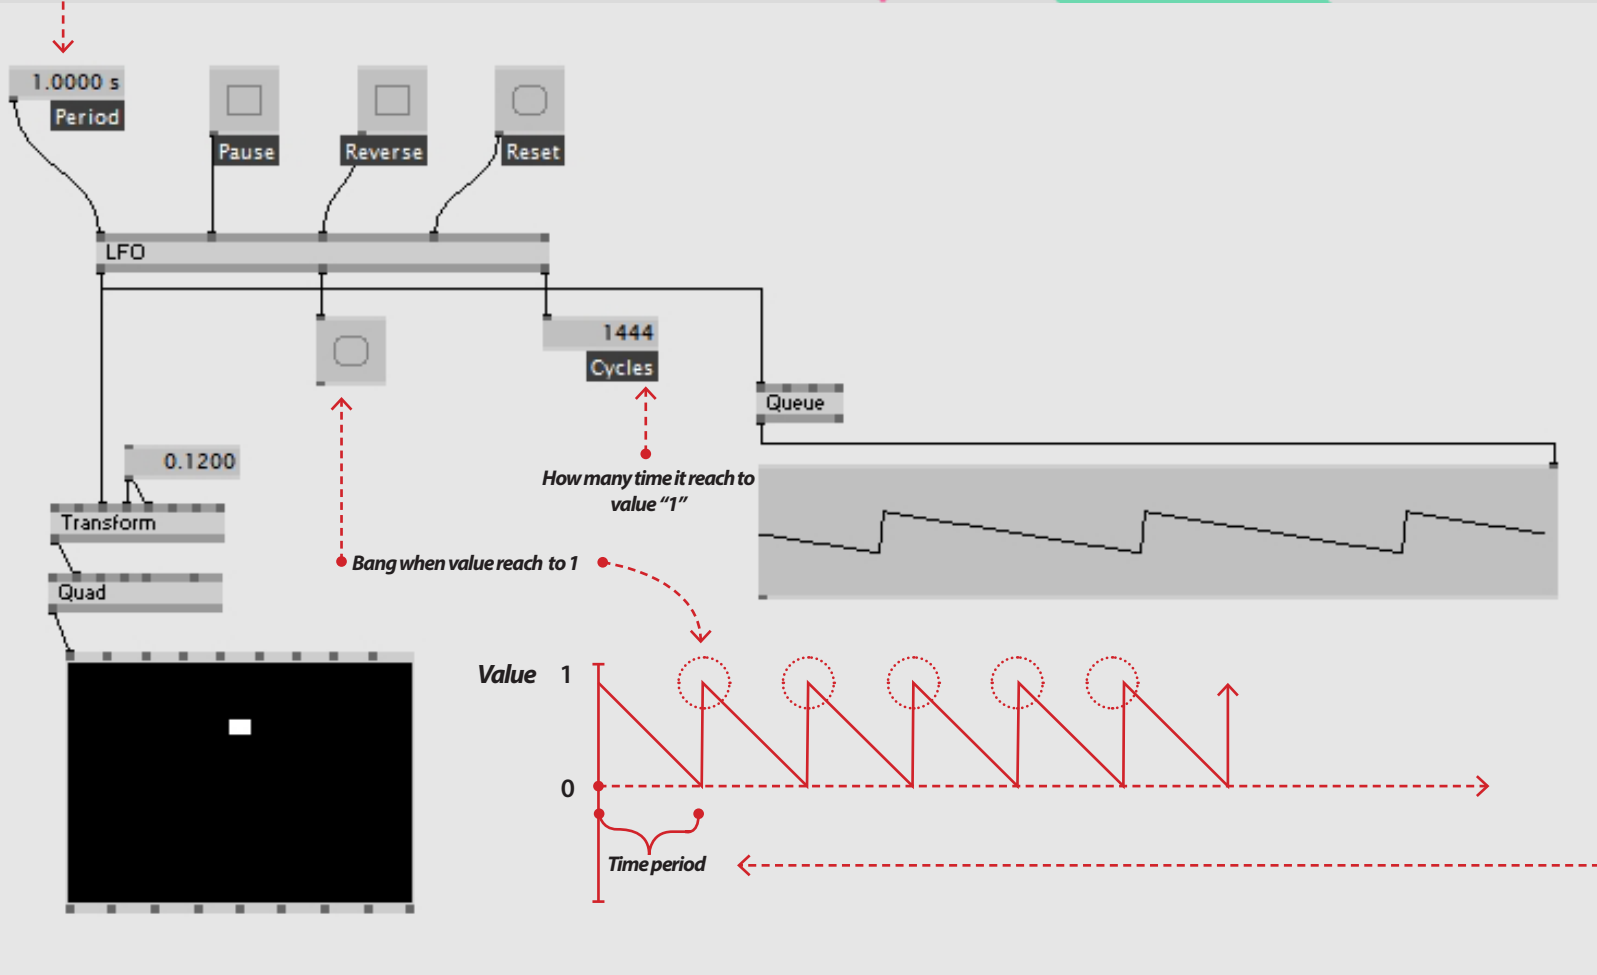 1.0000 s
Period
Pause
Reverse
Reset
LFO
1444
Cycles
Queue
0.1200
How many time it reach to
value “1”
Transform
Bang when value reach to 1
Quad
Value 1
0
Time period